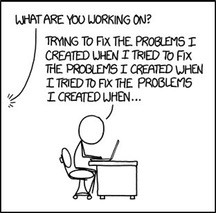 WHAT ARE YOU WORKING ON?
TRYING TO FIX THE PROBLEMS I
CREATED WHEN I TRIED TO FIX
THE PROBLEMS I CREATED WHEN
I TRIED TO FIX THE PROBLEMS
I CREATED WHEN...